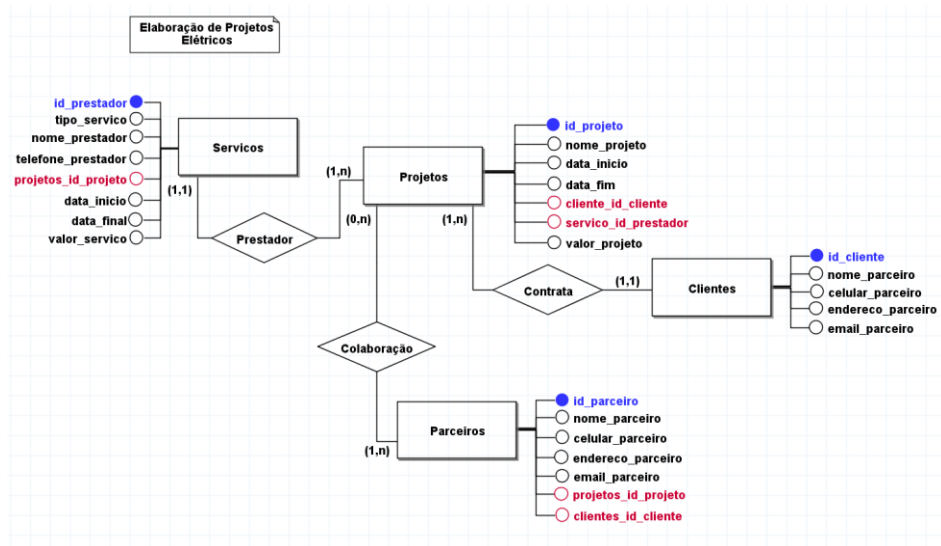 Elaboração de Projetos
Elétricos
id_prestador
tipo_servico
nome_prestador
telefone_prestador
projetos_id_projeto
data_inicio
data_final
valor_servico
Servicos
(1,1)
Prestador
(1,n)
Projetos
(0,n)
(1,n)
id_projeto
nome_projeto
data_inicio
data_fim
cliente_id_cliente
servico_id_prestador
valor_projeto
Contrata
(1,1)
Clientes
id_cliente
nome_parceiro
celular_parceiro
endereco_parceiro
email_parceiro
Colaboração
(1,n)
Parceiros
id_parceiro
nome_parceiro
celular_parceiro
endereco_parceiro
email_parceiro
projetos_id_projeto
clientes_id_cliente